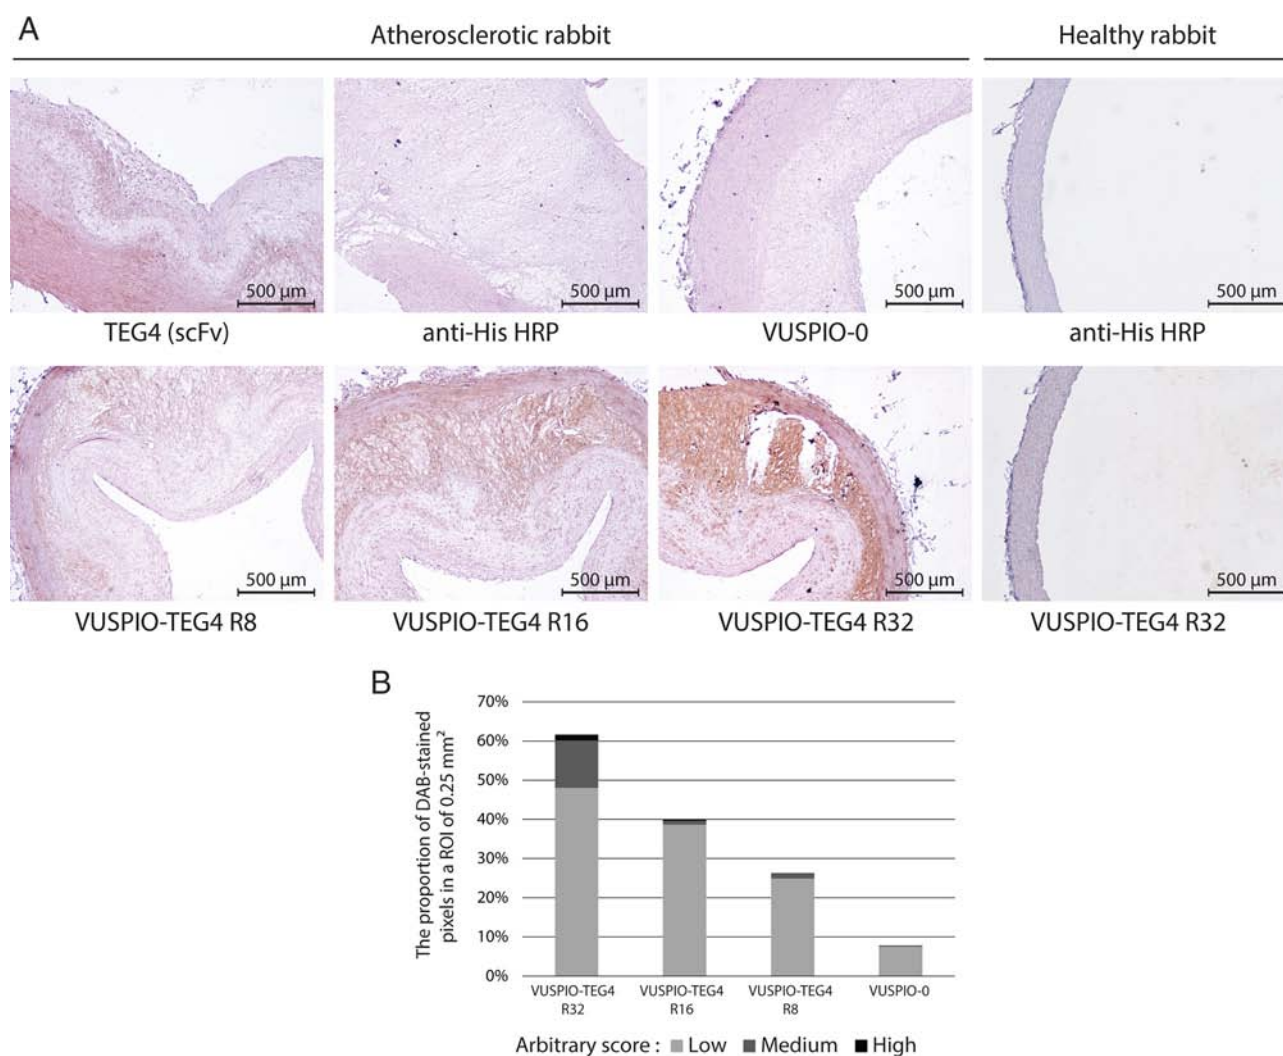 A
Atherosclerotic rabbit
Healthy rabbit
500 µm
500 µm
500 µm
500 µm
TEG4 (scFv)
anti-His HRP
VUSPIO-0
anti-His HRP
500 µm
500 µm
500 µm
500 µm
VUSPIO-TEG4 R8
VUSPIO-TEG4 R16
VUSPIO-TEG4 R32
VUSPIO-TEG4 R32
B
The proportion of DAB-stained
pixels in a ROI of 0.25 mm²
70%
60%
50%
40%
30%
20%
10%
0%
VUSPIO-TEG4
R32
VUSPIO-TEG4
R16
VUSPIO-TEG4
R8
VUSPIO-0
Arbitrary score : Low Medium High